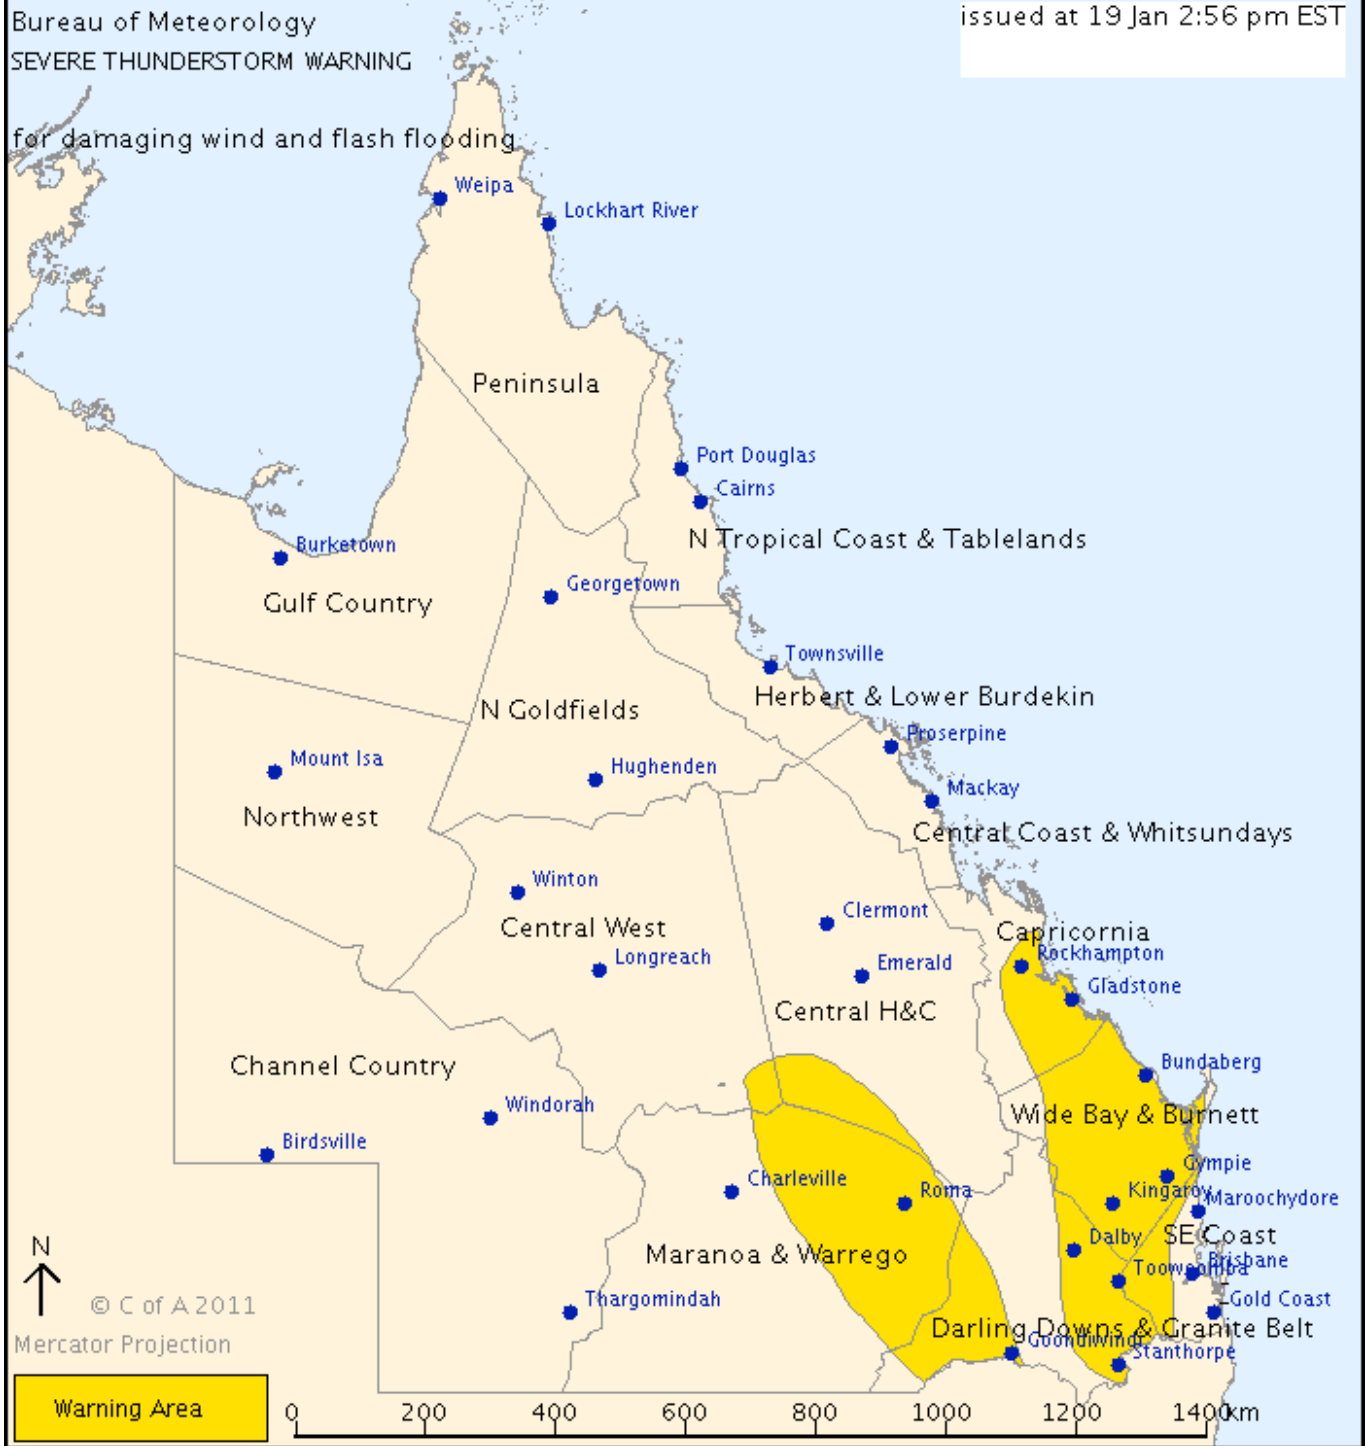 Bureau of Meteorology
issued at 19 Jan 2:56 pm EST
SEVERE THUNDERSTORM WARNING
for damaging wind and flash flooding
Weipa
Lockhart River
Peninsula
Port Douglas
Cairns
N Tropical Coast & Tablelands
Burketown
Georgetown
Gulf Country
Townsville
Herbert & Lower Burdekin
N Goldfields
Proserpine
Mount Isa
Hughenden
Mackay
Northwest
Central Coast & Whitsundays
Winton
Clermont
Central West
Capricornia
Rockhampton
Longreach
Emerald
Gladstone
Central H&C
Channel Country
Bundaberg
Windorah
Wide Bay & Burnett
Birdsville
Gympie
Charleville
Roma
Kingaroy
Maroochydore
Dalby
SE Coast
Maranoa & Warrego
N
Toowoomba
Brisbane
Thargomindah
Gold Coast
© C of A 2011
Darling Downs & Granite Belt
Goondiwindi
Mercator Projection
Stanthorpe
Warning Area
0 200 400 600 800 1000 1200 1400km